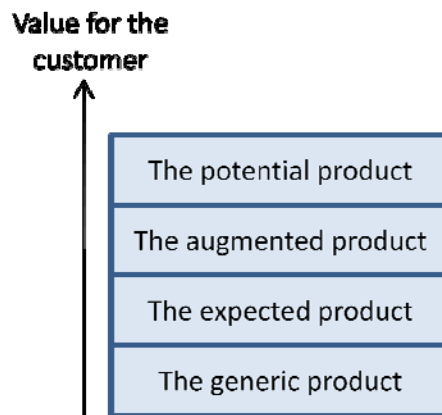 Value for the
customer
The potential product
The augmented product
The expected product
The generic product